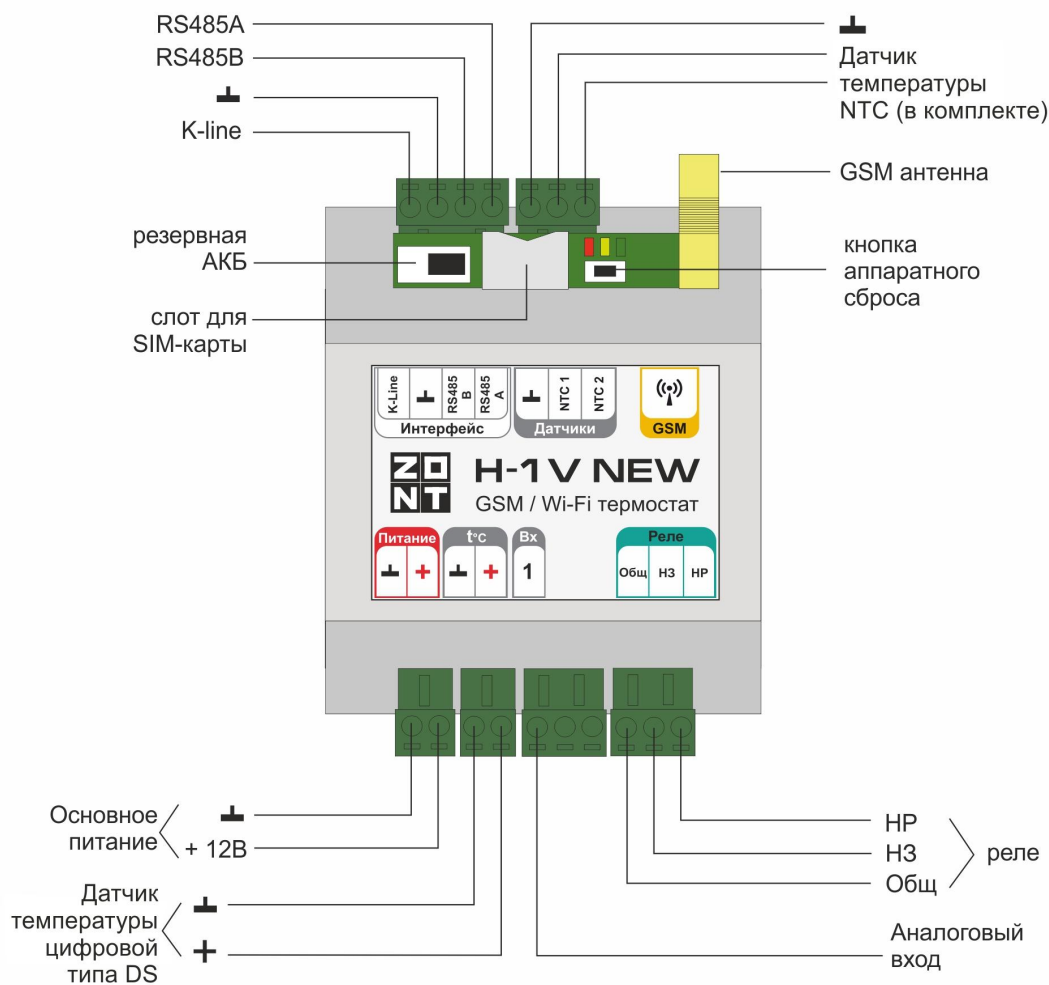 RS485A
RS485B
K-line
Датчик
температуры
NTC (в комплекте)
GSM антенна
резервная
АКБ
кнопка
аппаратного
сброса
слот для
SIM-карты
K-Line
RS485
B
RS485
A
Интерфейс
NTC 1
NTC 2
Датчики
GSM
ZONT
H-1V NEW
GSM / Wi-Fi термостат
Питание
+
t°C
+
Вх
1
Реле
Общ
НЗ
НР
Основное
питание
+ 12В
Датчик
температуры
цифровой
типа DS
+
НР
НЗ
Общ
реле
Аналоговый
вход